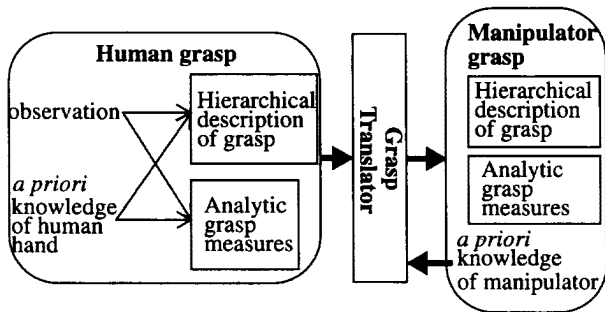 Human grasp
observation
a priori
knowledge
of human
hand
Hierarchical
description
of grasp
Analytic
grasp
measures
Grasp
Translator
Manipulator
grasp
Hierarchical
description
of grasp
Analytic
grasp
measures
a priori
knowledge
of manipulator